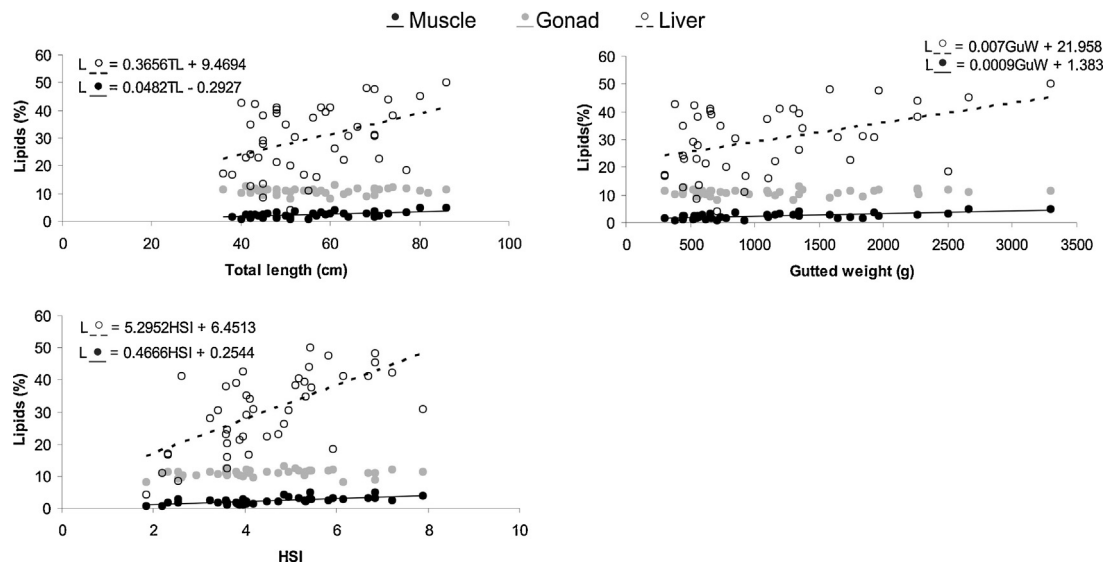 Muscle Gonad Liver
60
50
40
30
20
10
0
Lipids (%)
L = 0.3656TL + 9.4694
L = 0.0482TL - 0.2927
0 20 40 60 80 100
Total length (cm)
60
50
40
30
20
10
0
Lipids(%)
L = 0.007GuW + 21.958
L = 0.0009GuW + 1.383
0 500 1000 1500 2000 2500 3000 3500
Gutted weight (g)
60
50
40
30
20
10
0
Lipids (%)
L = 5.2952HSI + 6.4513
L = 0.4666HSI + 0.2544
0 2 4 6 8 10
HSI